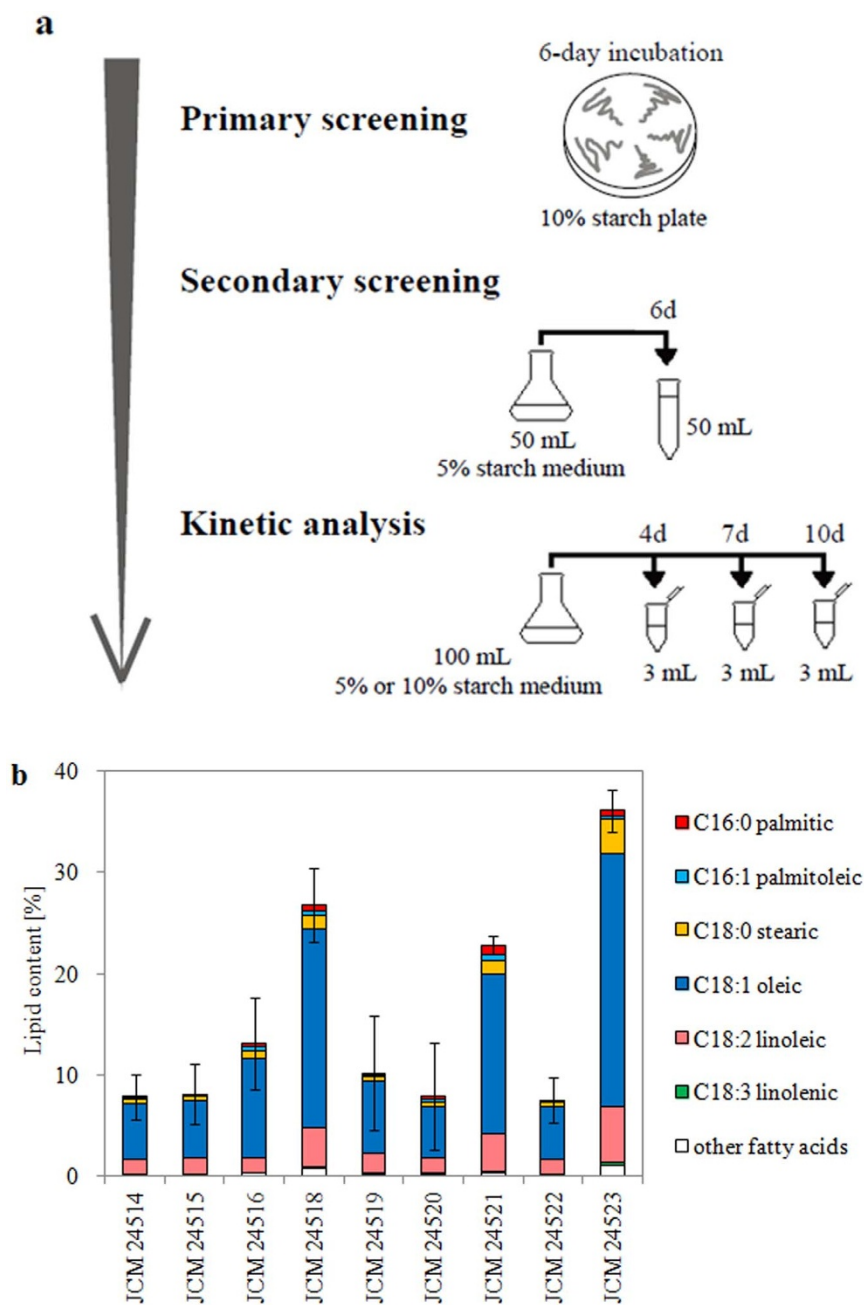 a
6-day incubation
Primary screening
10% starch plate
Secondary screening
6d
50 mL
50 mL
5% starch medium
Kinetic analysis
4d 7d 10d
100 mL
3 mL 3 mL 3 mL
5% or 10% starch medium
b
40
30
20
10
0
Lipid content [%]
C16:0 palmitic
C16:1 palmitoleic
C18:0 stearic
C18:1 oleic
C18:2 linoleic
C18:3 linolenic
other fatty acids
JCM 24514
JCM 24515
JCM 24516
JCM 24518
JCM 24519
JCM 24520
JCM 24521
JCM 24522
JCM 24523